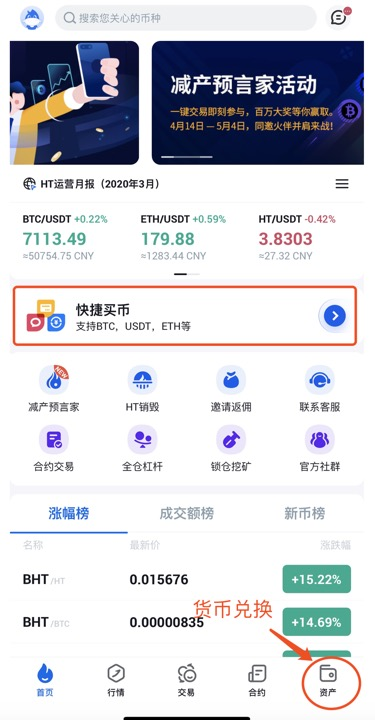 搜索您关心的币种
减产预言家活动
一键交易即刻参与，百万大奖等你赢取。
4月14日 — 5月4日，同邀火伴并肩来战！
HT运营月报（2020年3月）
BTC/USDT +0.22%
ETH/USDT +0.59%
HT/USDT -0.42%
7113.49
179.88
3.8303
≈50754.75 CNY
≈1283.44 CNY
≈27.32 CNY
快捷买币
支持BTC，USDT，ETH等
NEW
减产预言家
HT销毁
邀请返佣
联系客服
合约交易
全仓杠杆
锁仓挖矿
官方社群
涨幅榜
成交额榜
新币榜
名称
最新价
涨跌幅
BHT /HT
0.015676
+15.22%
货币兑换
BHT /BTC
0.00000835
+14.69%
首页
行情
交易
合约
资产